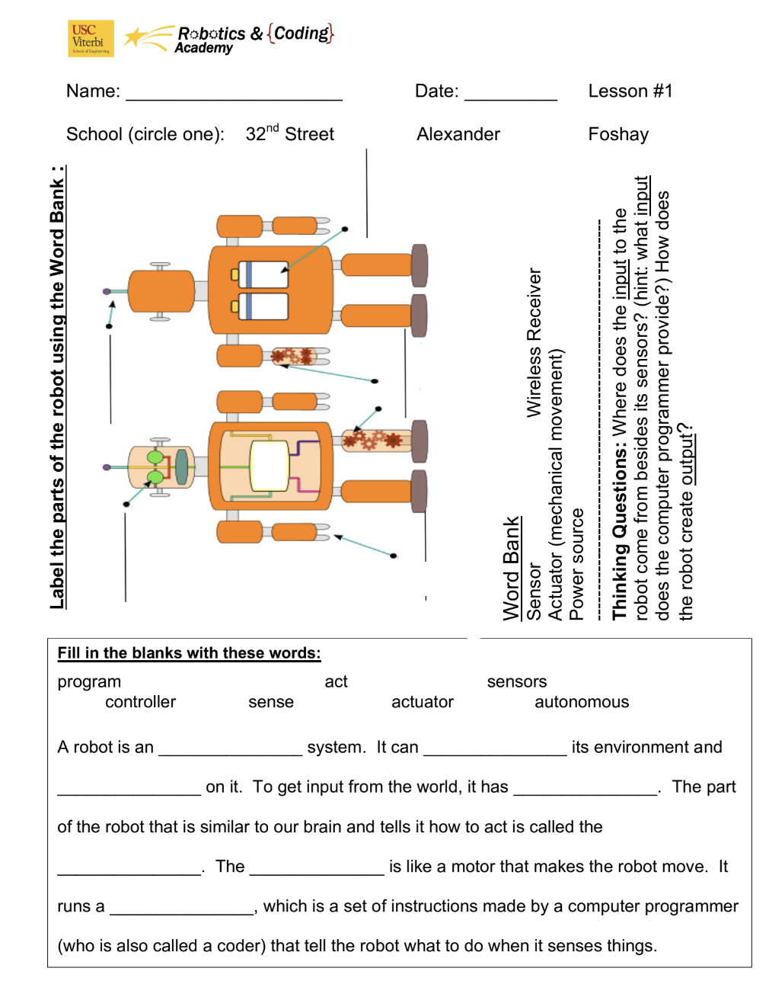 USC
Viterbi
School of Engineering
Robotics & {Coding}
Academy
Name: _______________________ Date: __________ Lesson #1
School (circle one): 32nd Street Alexander Foshay
Label the parts of the robot using the Word Bank :
Word Bank
Sensor Wireless Receiver
Actuator (mechanical movement)
Power source
Thinking Questions: Where does the input to the
robot come from besides its sensors? (hint: what input
does the computer programmer provide?) How does
the robot create output?
Fill in the blanks with these words:
program act sensors
controller sense actuator autonomous
A robot is an ________________ system. It can ________________ its environment and
________________ on it. To get input from the world, it has ________________. The part
of the robot that is similar to our brain and tells it how to act is called the
________________. The _______________ is like a motor that makes the robot move. It
runs a ________________, which is a set of instructions made by a computer programmer
(who is also called a coder) that tell the robot what to do when it senses things.